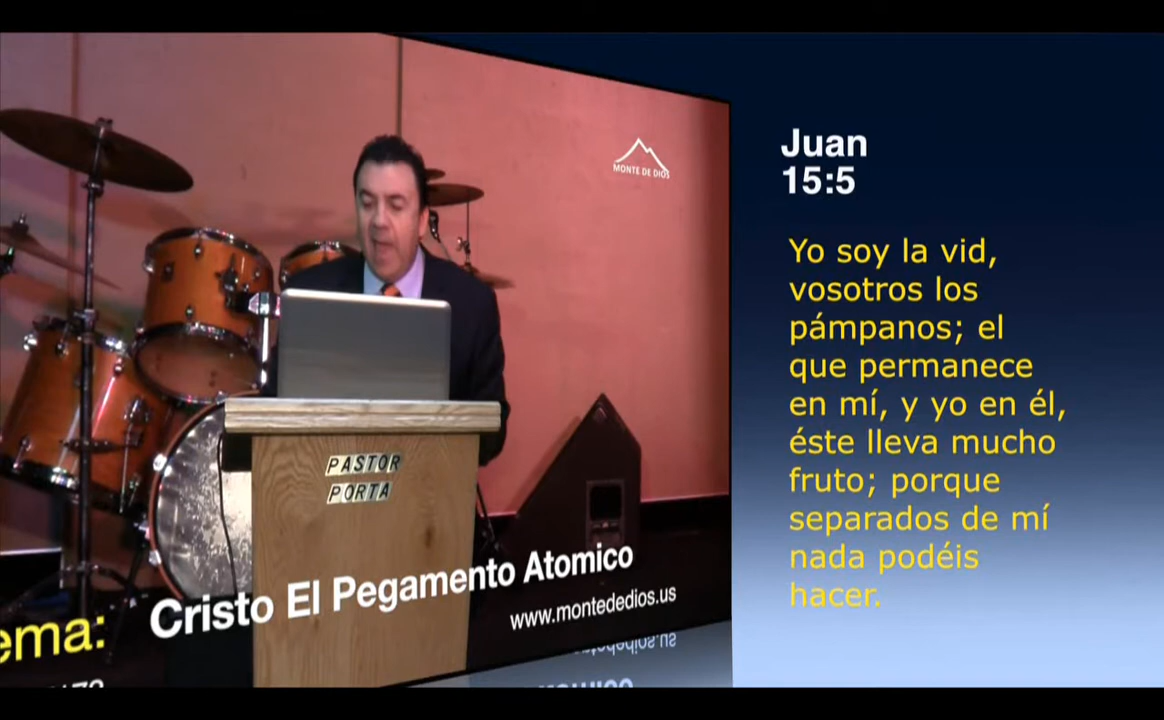 MONTE DE DIOS
PASTOR
PORTA
ema:
Cristo El Pegamento Atomico
www.montededios.us
Juan
15:5
Yo soy la vid,
vosotros los
pámpanos; el
que permanece
en mí, y yo en él,
éste lleva mucho
fruto; porque
separados de mí
nada podéis
hacer.